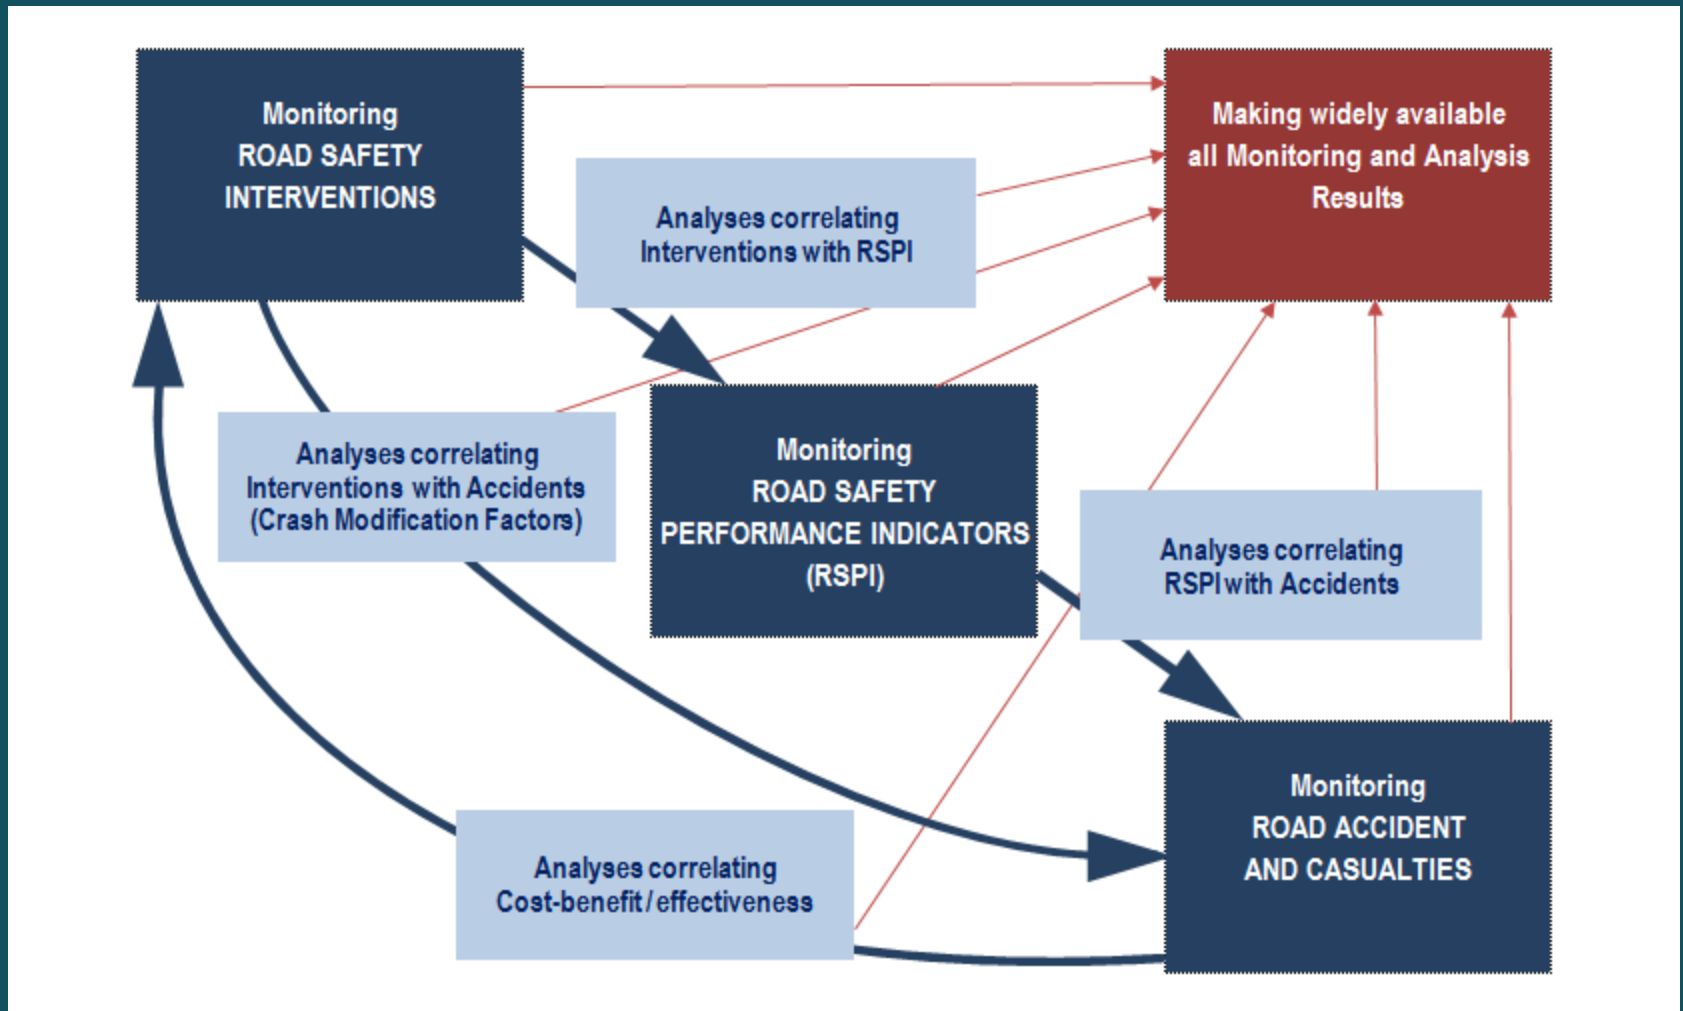 Monitoring
ROAD SAFETY
INTERVENTIONS
Making widely available
all Monitoring and Analysis
Results
Analyses correlating
Interventions with RSPI
Analyses correlating
Interventions with Accidents
(Crash Modification Factors)
Monitoring
ROAD SAFETY
PERFORMANCE INDICATORS
(RSPI)
Analyses correlating
RSPI with Accidents
Monitoring
ROAD ACCIDENT
AND CASUALTIES
Analyses correlating
Cost-benefit/effectiveness